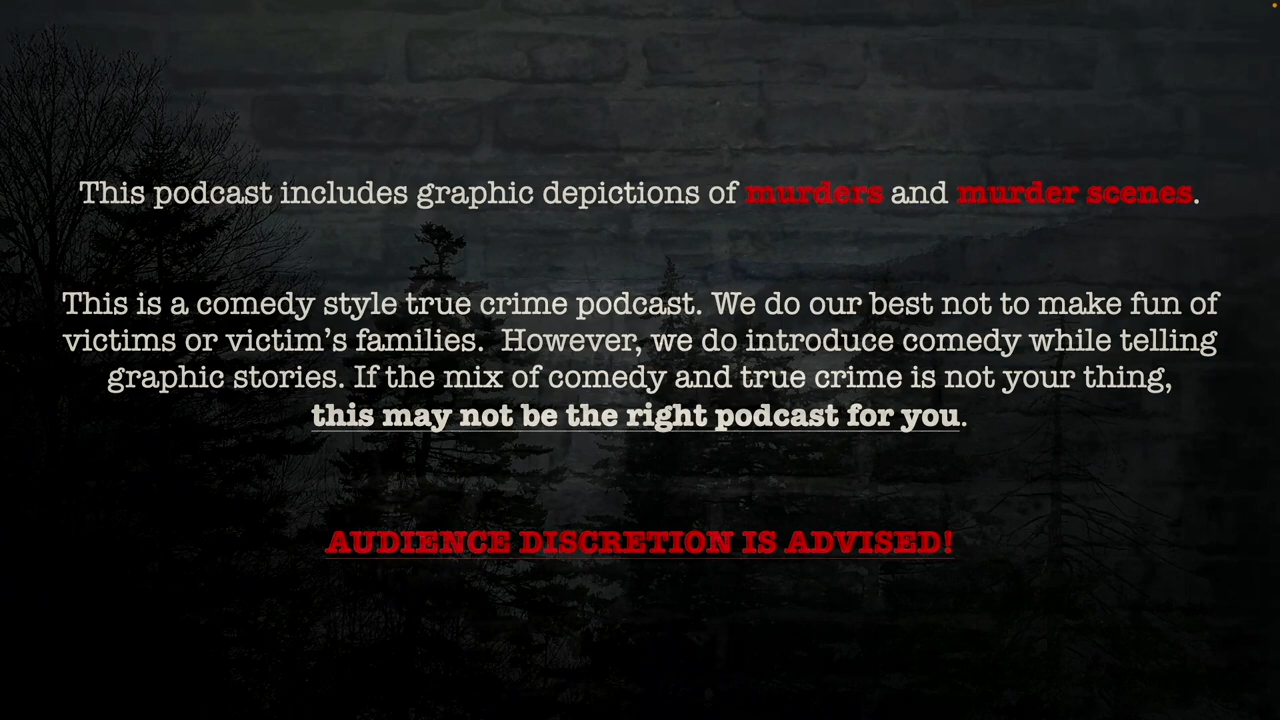 This podcast includes graphic depictions of murders and murder scenes.
This is a comedy style true crime podcast. We do our best not to make fun of
victims or victim’s families.  However, we do introduce comedy while telling
graphic stories. If the mix of comedy and true crime is not your thing,
this may not be the right podcast for you.
AUDIENCE DISCRETION IS ADVISED!